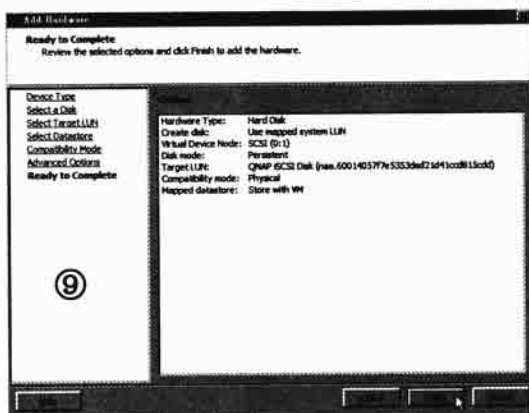 Add Hardware
Ready to Complete
Review the selected options and click Finish to add the hardware.
Device Type
Select a Disk
Select Target LUN
Select Datastore
Compatibility Mode
Advanced Options
Ready to Complete
⑨
Hardware Type: Hard Disk
Create disk: Use mapped system LUN
Virtual Device Node: SCSI (0:1)
Disk mode: Persistent
Target LUN: QNAP iSCSI Disk
Compatibility mode: Physical
Mapped datastore: Store with VM